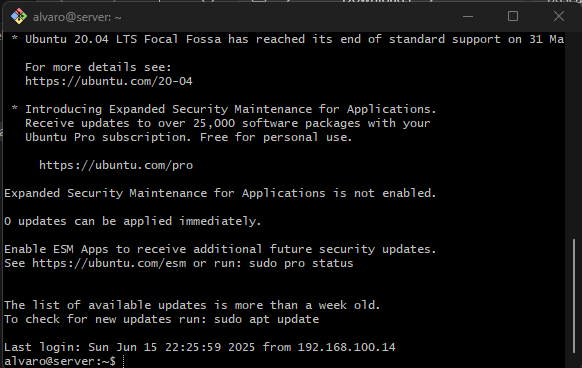 alvaro@server: ~
* Ubuntu 20.04 LTS Focal Fossa has reached its end of standard support on 31 Ma
For more details see:
https://ubuntu.com/20-04
* Introducing Expanded Security Maintenance for Applications.
Receive updates to over 25,000 software packages with your
Ubuntu Pro subscription. Free for personal use.
https://ubuntu.com/pro
Expanded Security Maintenance for Applications is not enabled.
0 updates can be applied immediately.
Enable ESM Apps to receive additional future security updates.
See https://ubuntu.com/esm or run: sudo pro status
The list of available updates is more than a week old.
To check for new updates run: sudo apt update
Last login: Sun Jun 15 22:25:59 2025 from 192.168.100.14
alvaro@server:~$